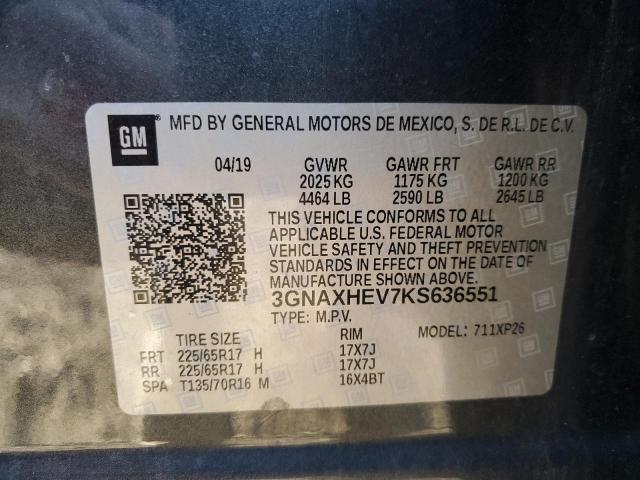 GM
MFD BY GENERAL MOTORS DE MEXICO, S. DE R.L. DE C.V.
04/19 GVWR GAWR FRT GAWR RR
2025 KG 1175 KG 1200 KG
4464 LB 2590 LB 2645 LB
THIS VEHICLE CONFORMS TO ALL
APPLICABLE U.S. FEDERAL MOTOR
VEHICLE SAFETY AND THEFT PREVENTION
STANDARDS IN EFFECT ON THE DATE OF
MANUFACTURE SHOWN ABOVE.
3GNAXHEV7KS636551
TYPE: M.P.V. MODEL: 711XP26
TIRE SIZE RIM
FRT 225/65R17 H 17X7J
RR 225/65R17 H 17X7J
SPA T135/70R16 M 16X4BT